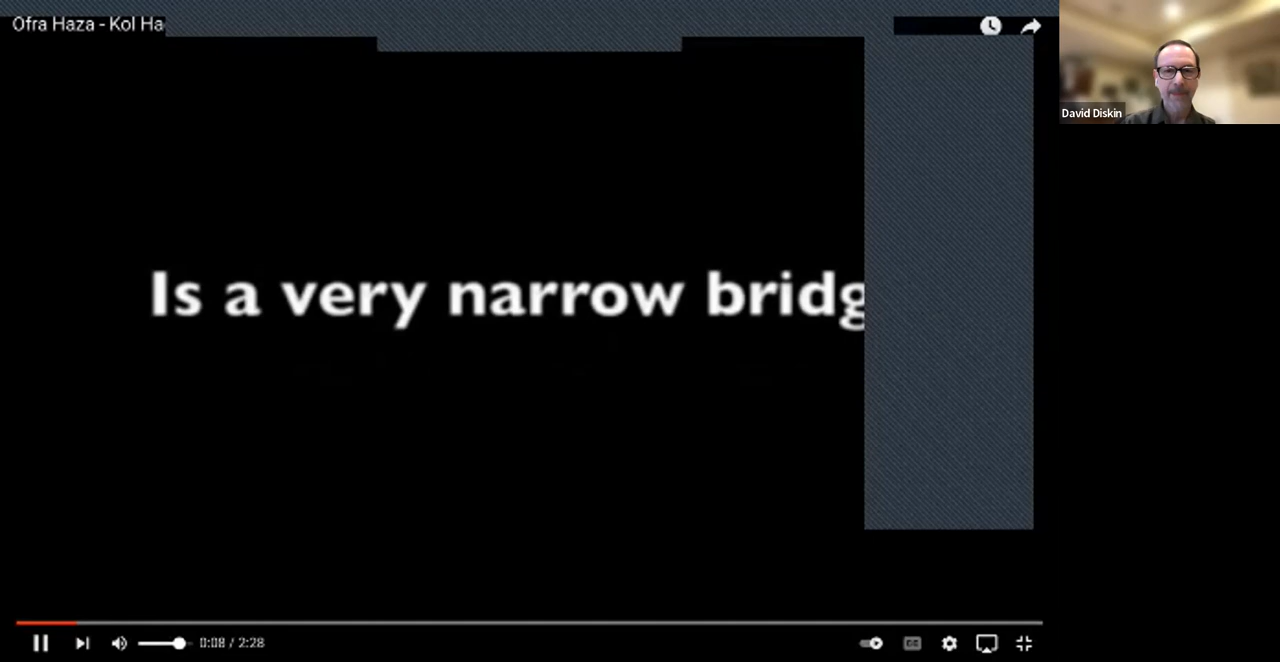 Ofra Haza - Kol Ha
David Diskin
Is a very narrow bridg
0:08 / 2:28